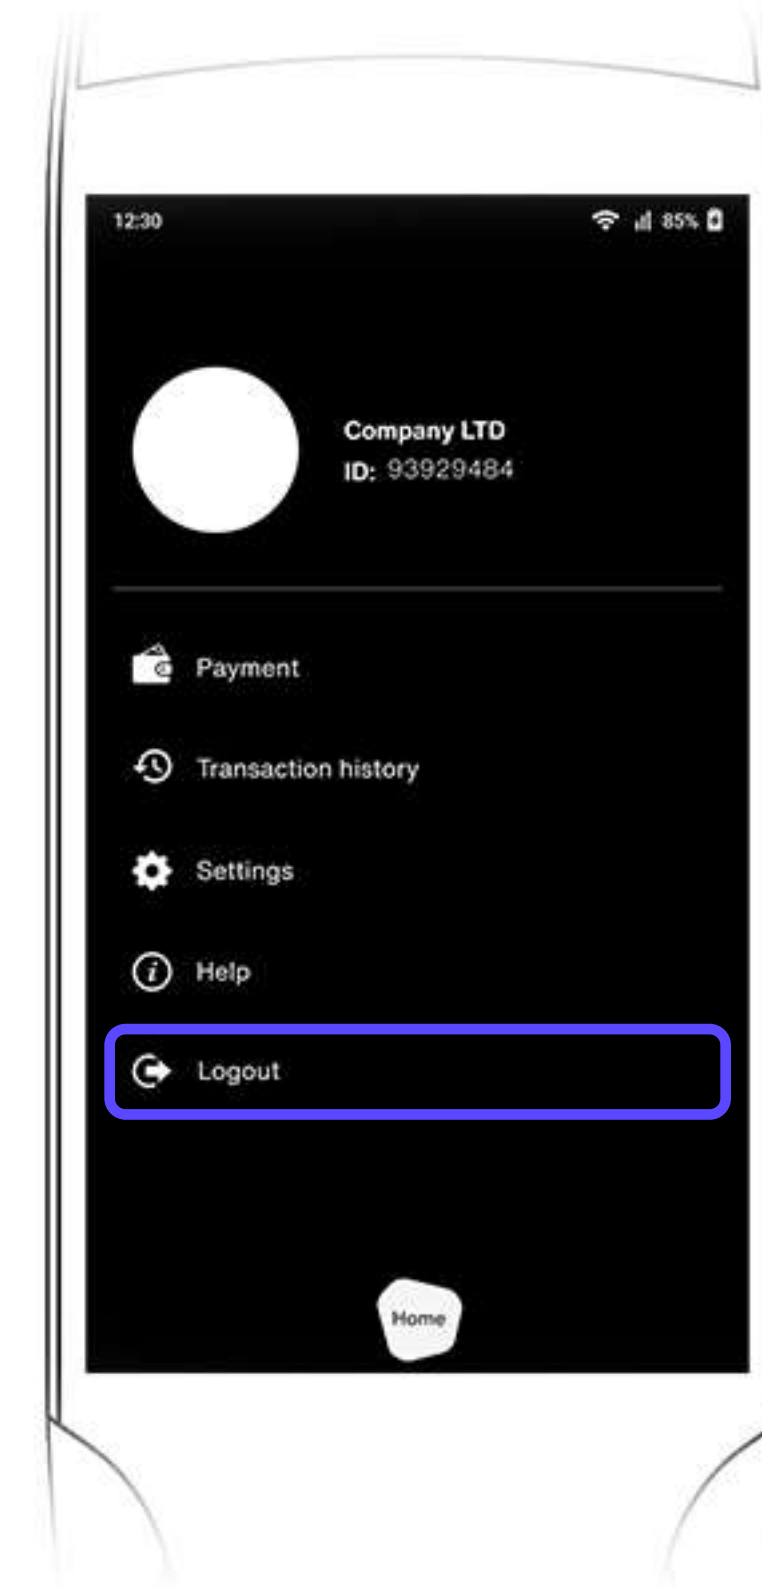 12:30 85%
Company LTD
ID: 93929484
Payment
Transaction history
Settings
Help
Logout
Home